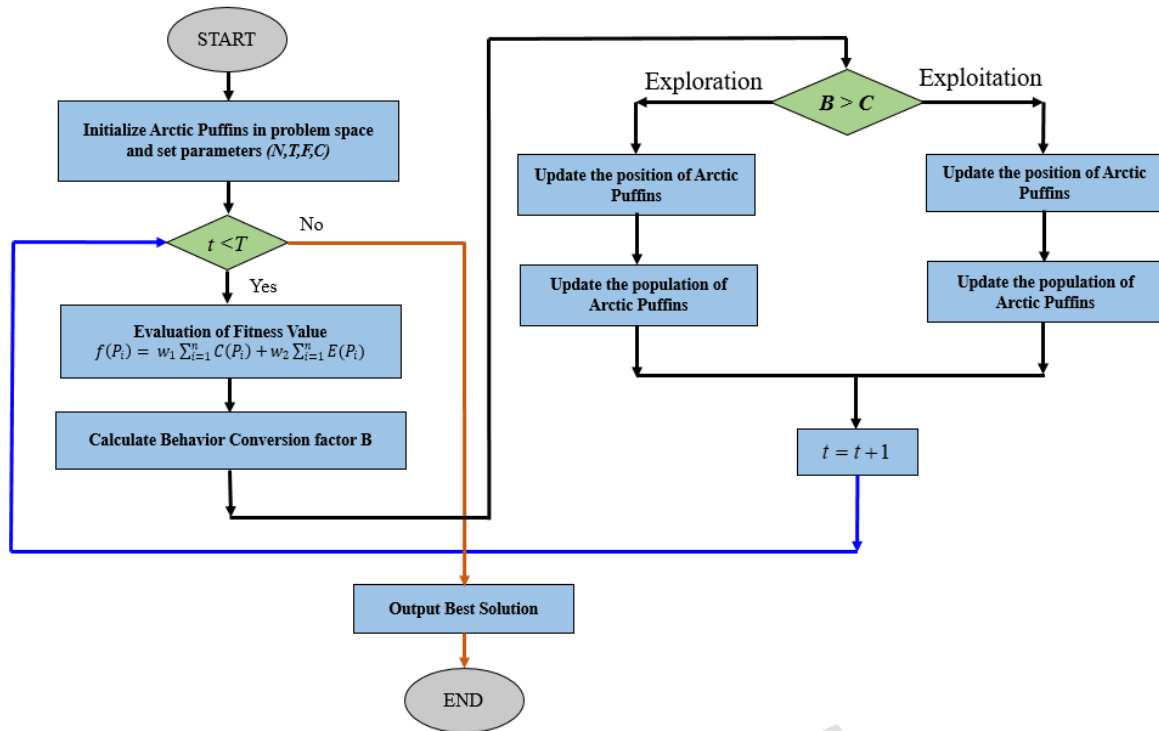 START
Initialize Arctic Puffins in problem space
and set parameters (N,T,F,C)
t <T
No
Yes
Evaluation of Fitness Value
f(Pᵢ) = w₁ ∑ⁿᵢ₌₁ C(Pᵢ) + w₂ ∑ⁿᵢ₌₁ E(Pᵢ)
Calculate Behavior Conversion factor B
Exploration
Exploitation
B > C
Update the position of Arctic
Puffins
Update the population of
Arctic Puffins
Update the position of Arctic
Puffins
Update the population of
Arctic Puffins
t = t + 1
Output Best Solution
END